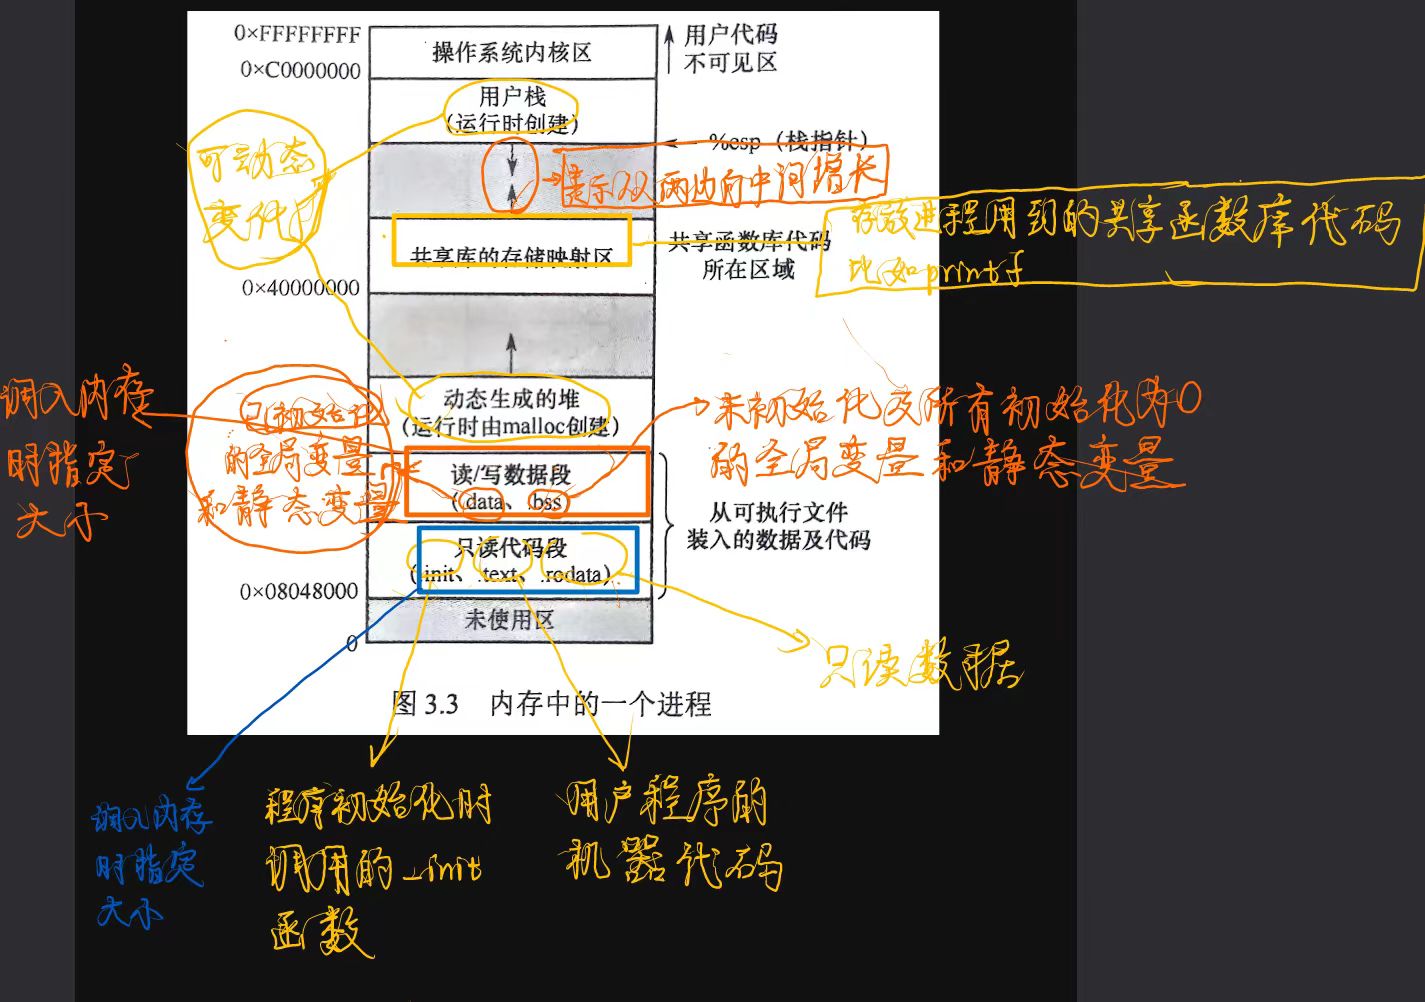 0×FFFFFFFF
操作系统内核区
用户代码
不可见区
0×C0000000
用户栈
(运行时创建)
%esp (栈指针)
可动态
变化
提示从两边向中间增长
共享库的存储映射区
共享函数库代码
所在区域
存放进程用到的共享函数库代码
比如printf
0×40000000
动态生成的堆
(运行时由malloc创建)
调入内存
时指定
大小
已初始化
的全局变量
和静态变量
读/写数据段
(.data、.bss)
未初始化或所有初始化为0
的全局变量和静态变量
从可执行文件
装入的数据及代码
只读代码段
(.init、.text、.rodata)
0×08048000
未使用区
0
只读数据
图 3.3 内存中的一个进程
调入内存
时指定
大小
程序初始化时
调用的_init
函数
用户程序的
机器代码